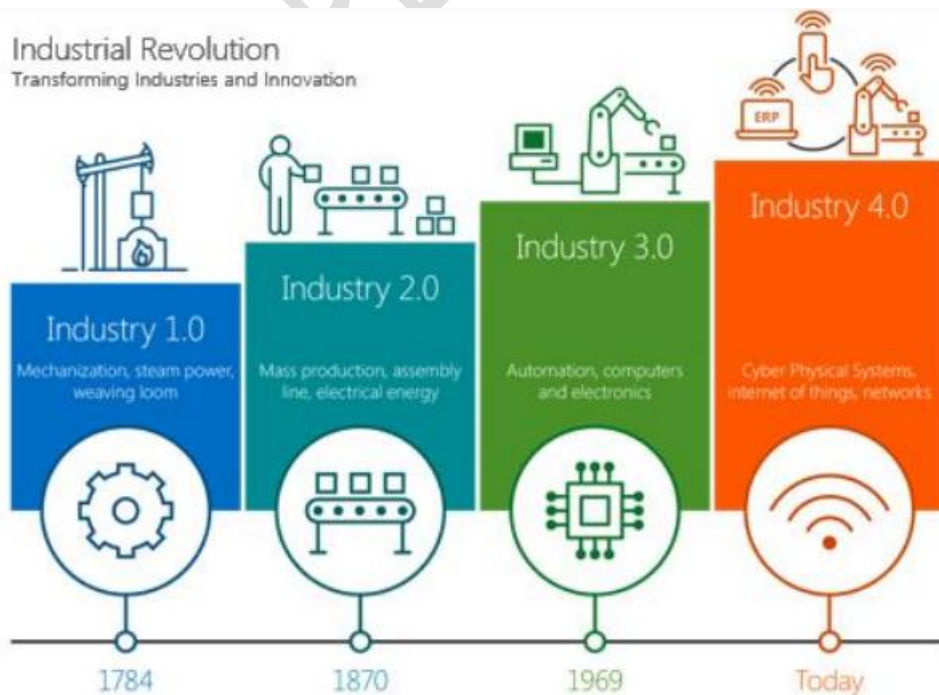 Industrial Revolution
Transforming Industries and Innovation
ERP
Industry 1.0
Mechanization, steam power,
weaving loom
Industry 2.0
Mass production, assembly
line, electrical energy
Industry 3.0
Automation, computers
and electronics
Industry 4.0
Cyber Physical Systems,
internet of things, networks
1784
1870
1969
Today